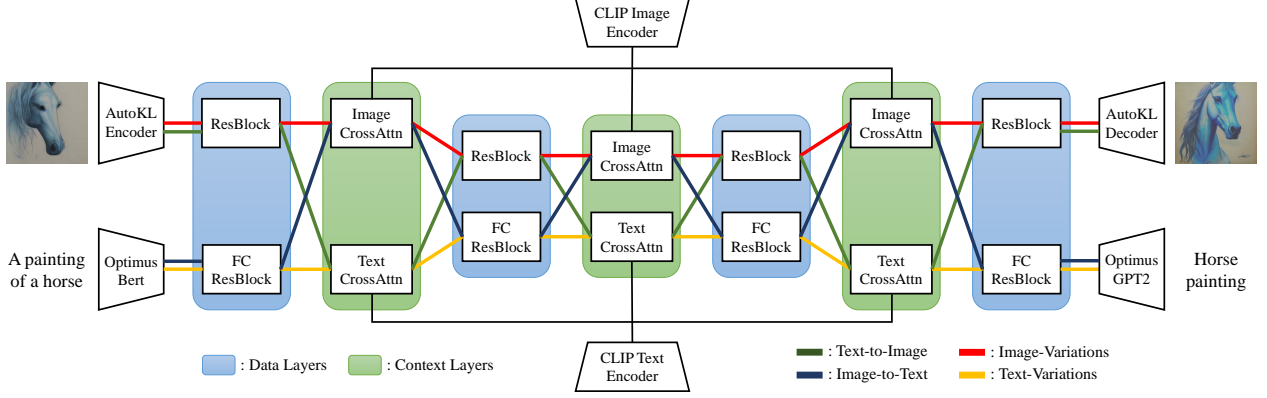 CLIP Image
Encoder
AutoKL
Encoder
ResBlock
Image
CrossAttn
ResBlock
Image
CrossAttn
ResBlock
Image
CrossAttn
ResBlock
AutoKL
Decoder
A painting
of a horse
Optimus
Bert
FC
ResBlock
Text
CrossAttn
FC
ResBlock
Text
CrossAttn
FC
ResBlock
Text
CrossAttn
FC
ResBlock
Optimus
GPT2
Horse
painting
CLIP Text
Encoder
: Data Layers
: Context Layers
: Text-to-Image
: Image-Variations
: Image-to-Text
: Text-Variations